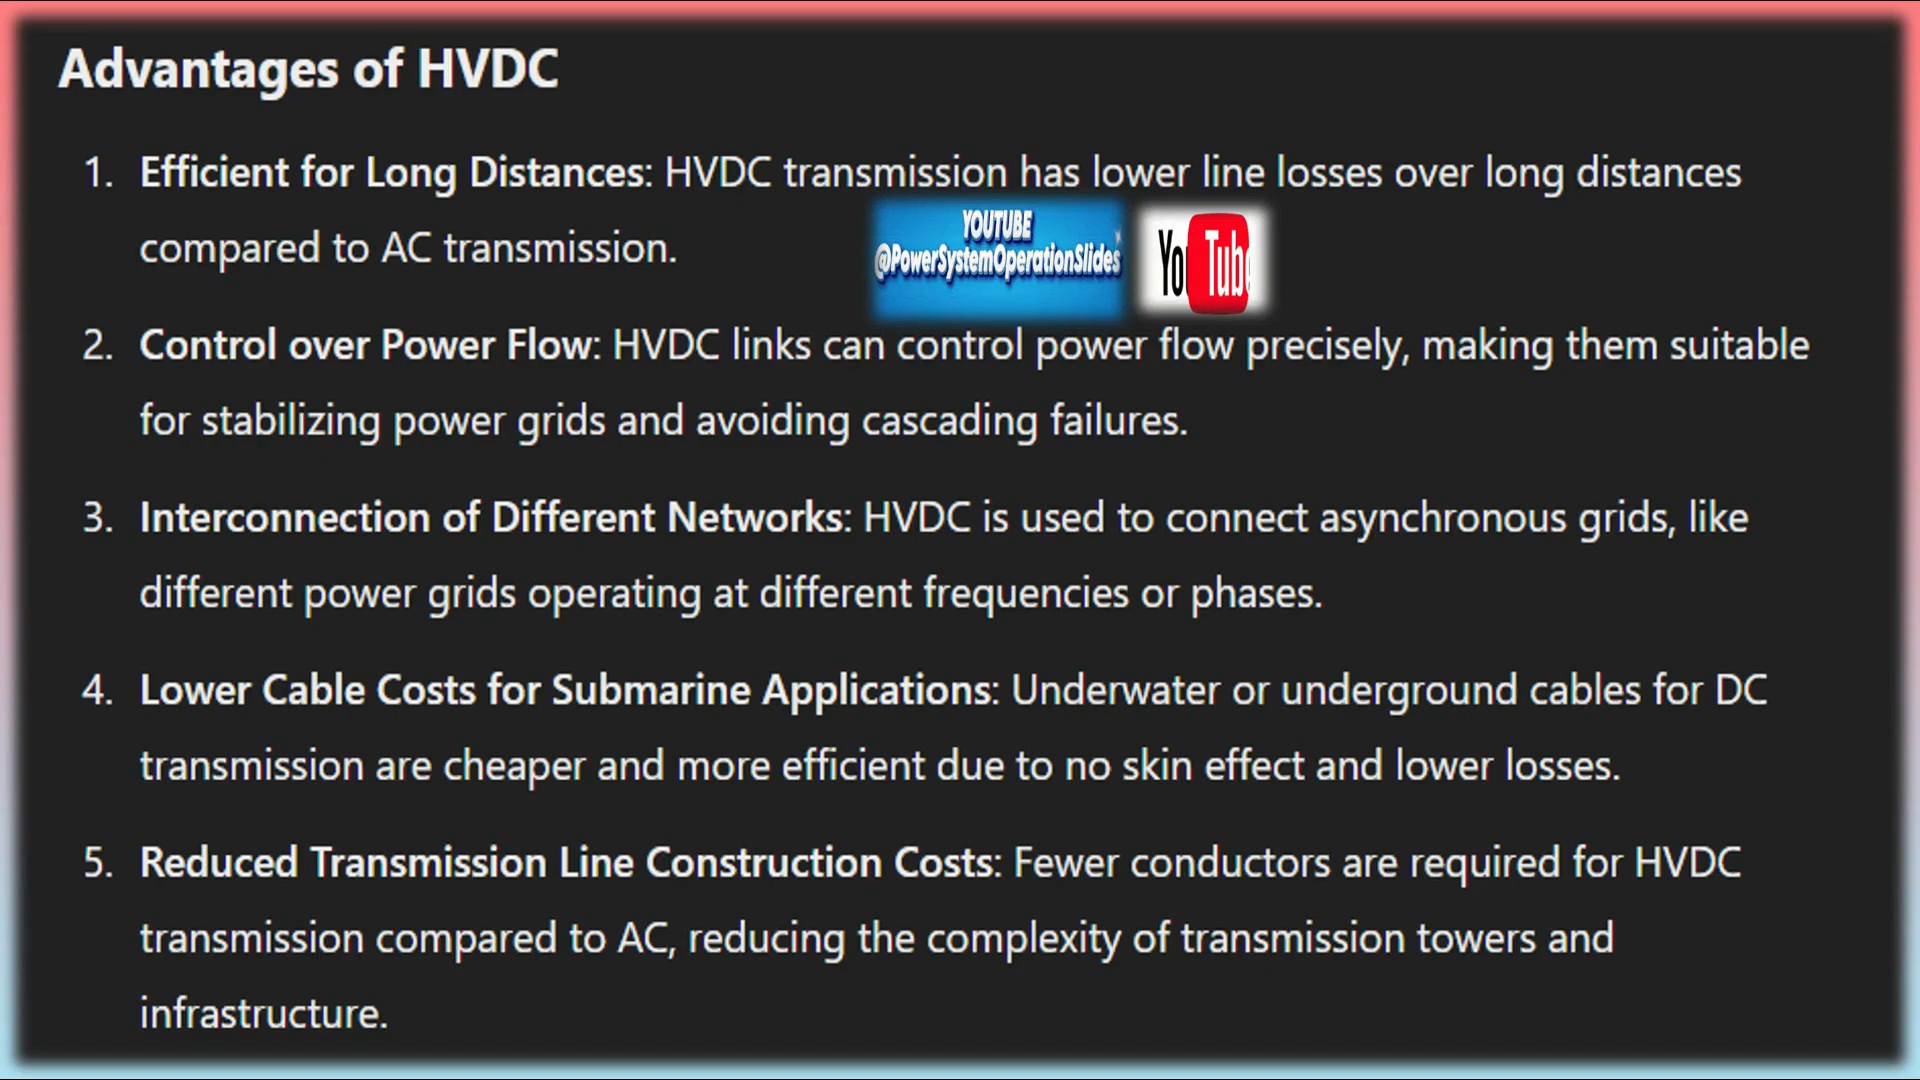 Advantages of HVDC
1. Efficient for Long Distances: HVDC transmission has lower line losses over long distances
compared to AC transmission.
YOUTUBE
@PowerSystemOperationSlides
YouTube
2. Control over Power Flow: HVDC links can control power flow precisely, making them suitable
for stabilizing power grids and avoiding cascading failures.
3. Interconnection of Different Networks: HVDC is used to connect asynchronous grids, like
different power grids operating at different frequencies or phases.
4. Lower Cable Costs for Submarine Applications: Underwater or underground cables for DC
transmission are cheaper and more efficient due to no skin effect and lower losses.
5. Reduced Transmission Line Construction Costs: Fewer conductors are required for HVDC
transmission compared to AC, reducing the complexity of transmission towers and
infrastructure.